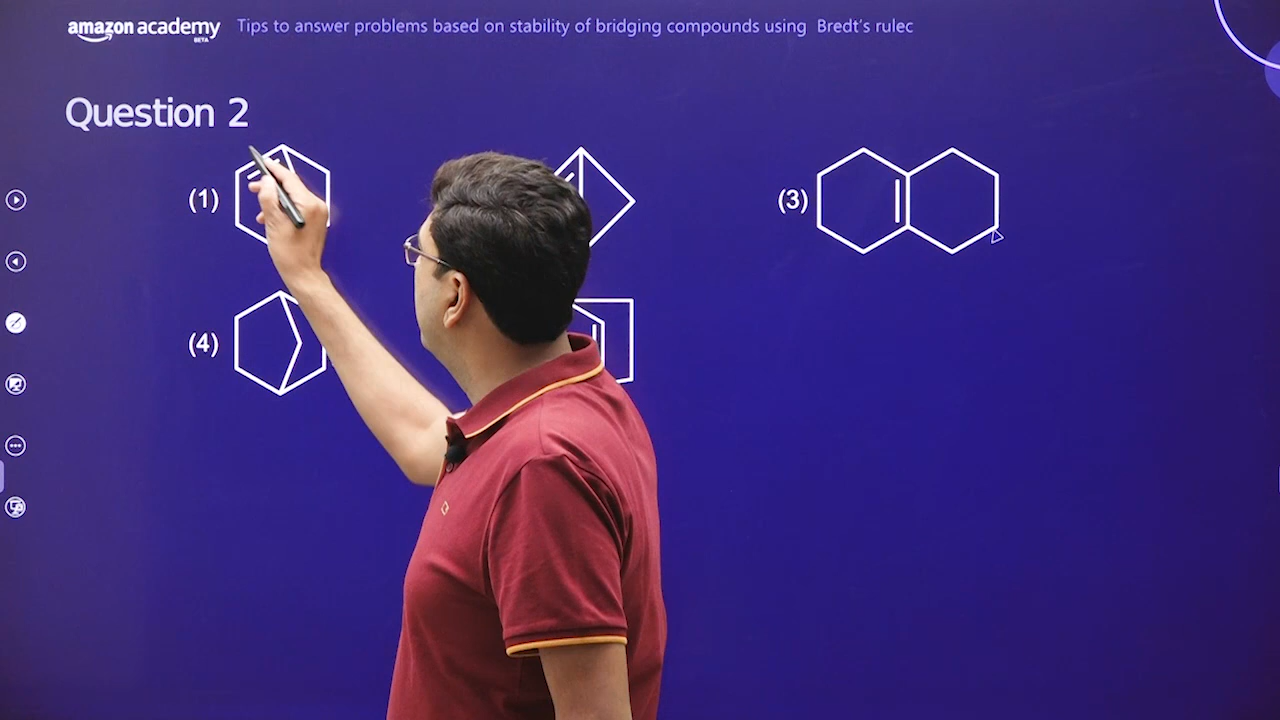 amazon academy
BETA
Tips to answer problems based on stability of bridging compounds using Bredt's rulec
Question 2
(1)
(3)
(4)